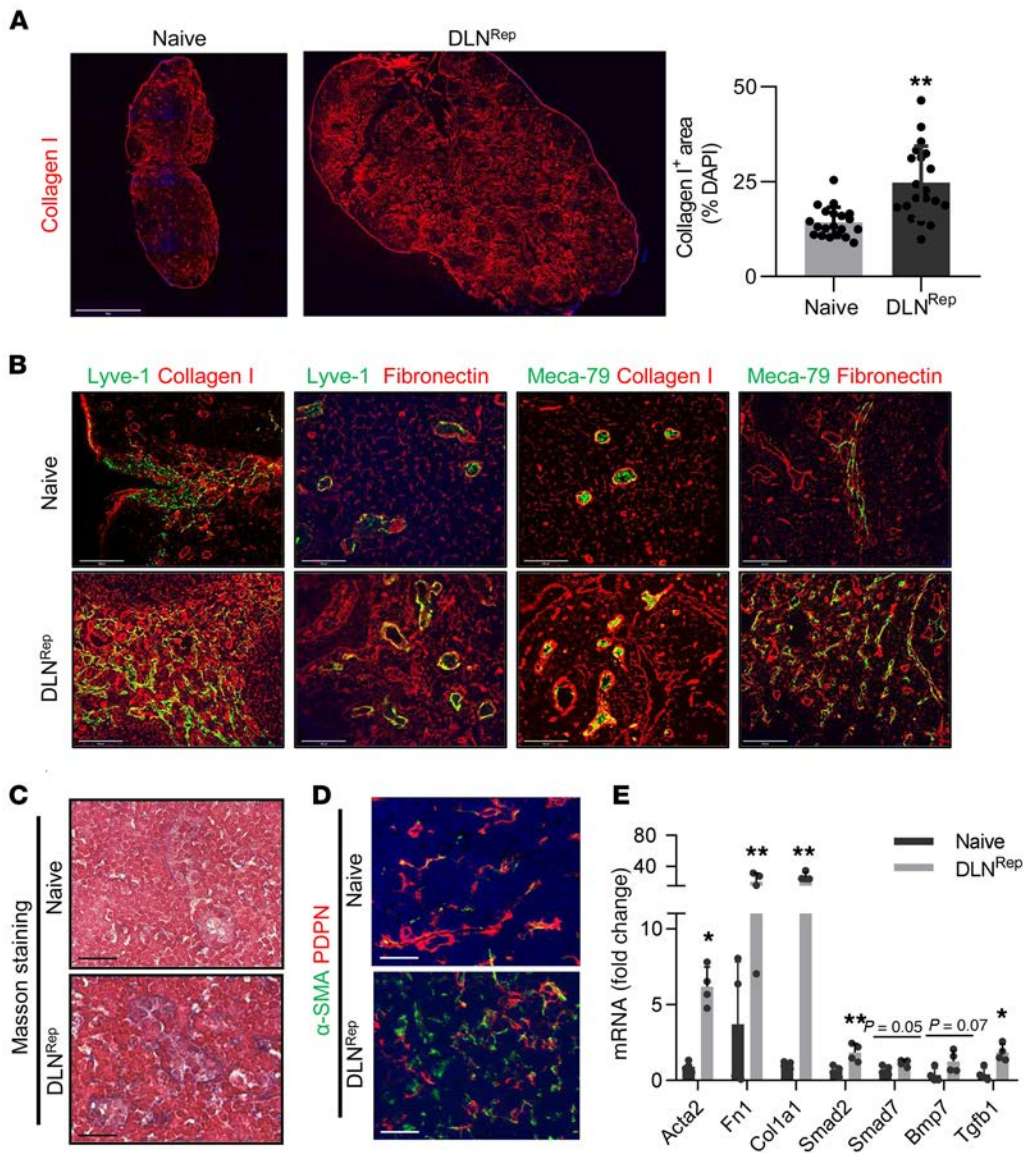 A
Naive
DLN^Rep
Collagen I
Collagen I+ area
(% DAPI)
50
25
0
**
Naive
DLN^Rep
B
Lyve-1 Collagen I
Lyve-1 Fibronectin
Meca-79 Collagen I
Meca-79 Fibronectin
Naive
DLN^Rep
C
Masson staining
Naive
DLN^Rep
D
α-SMA PDPN
Naive
DLN^Rep
E
mRNA (fold change)
80
40
10
5
0
Naive
DLN^Rep
*
**
**
**
P = 0.05
P = 0.07
*
Acta2
Fn1
Col1a1
Smad2
Smad7
Bmp7
Tgfb1